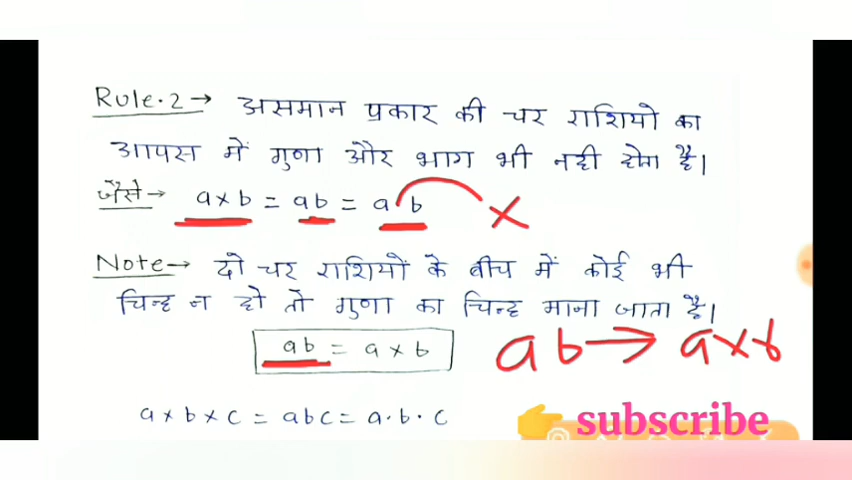 Rule.2→ असमान प्रकार की चर राशियो का
आपस में गुणा और भाग भी नही होता है।
जैसे→ a×b = ab = a·b ×
Note→ दो चर राशियों के बीच में कोई भी
चिन्ह न हो तो गुणा का चिन्ह माना जाता है।
ab = a×b
ab → a×b
a×b×c = abc = a·b·c
subscribe